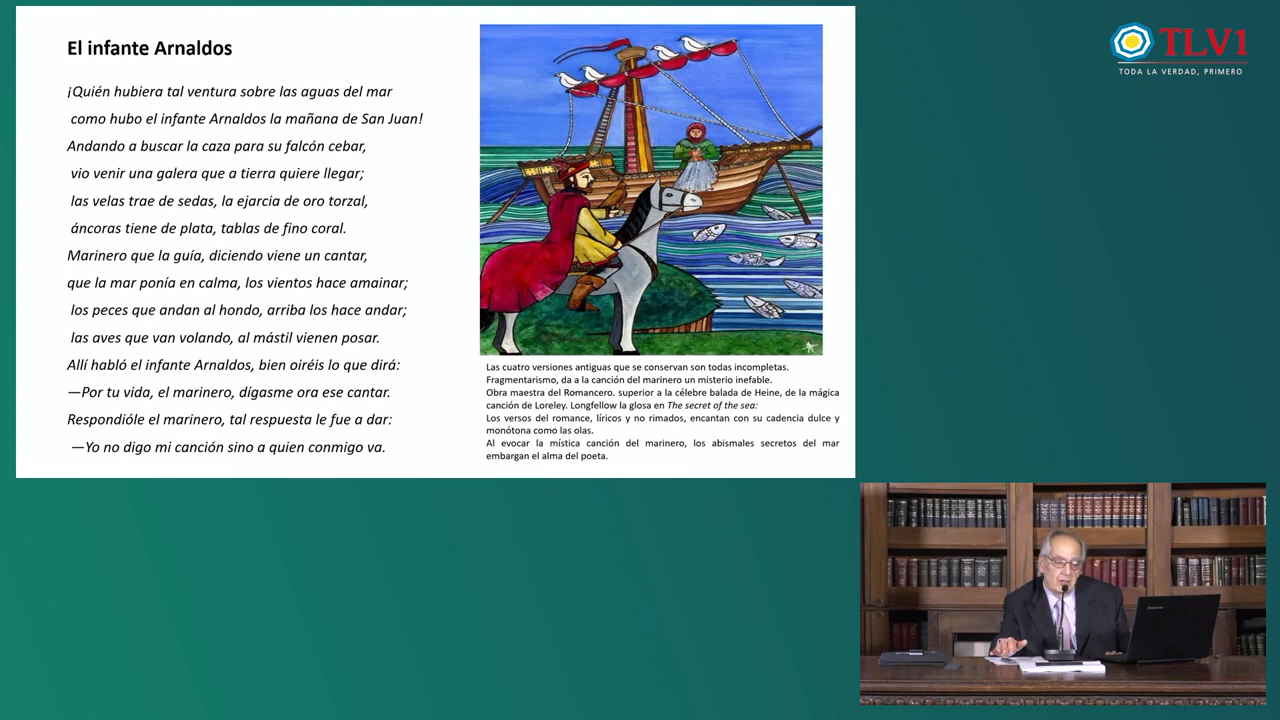 El infante Arnaldos
¡Quién hubiera tal ventura sobre las aguas del mar
como hubo el infante Arnaldos la mañana de San Juan!
Andando a buscar la caza para su falcón cebar,
vio venir una galera que a tierra quiere llegar;
las velas trae de sedas, la ejarcia de oro torzal,
áncoras tiene de plata, tablas de fino coral.
Marinero que la guía, diciendo viene un cantar,
que la mar ponía en calma, los vientos hace amainar;
los peces que andan al hondo, arriba los hace andar;
las aves que van volando, al mástil vienen posar.
Allí habló el infante Arnaldos, bien oiréis lo que dirá:
—Por tu vida, el marinero, dígasme ora ese cantar.
Respondióle el marinero, tal respuesta le fue a dar:
—Yo no digo mi canción sino a quien conmigo va.
Las cuatro versiones antiguas que se conservan son todas incompletas.
Fragmentarismo, da a la canción del marinero un misterio inefable.
Obra maestra del Romancero. superior a la célebre balada de Heine, de la mágica
canción de Loreley. Longfellow la glosa en The secret of the sea:
Los versos del romance, líricos y no rimados, encantan con su cadencia dulce y
monótona como las olas.
Al evocar la mística canción del marinero, los abismales secretos del mar
embargan el alma del poeta.
TLV1
TODA LA VERDAD, PRIMERO